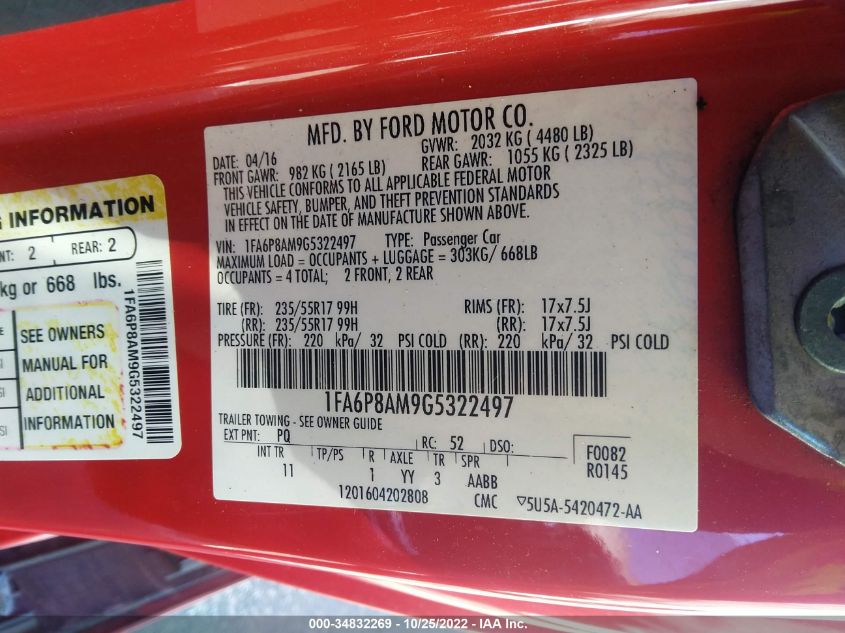 MFD. BY FORD MOTOR CO.
DATE: 04/16 GVWR: 2032 KG ( 4480 LB)
FRONT GAWR: 982 KG ( 2165 LB) REAR GAWR: 1055 KG ( 2325 LB)
THIS VEHICLE CONFORMS TO ALL APPLICABLE FEDERAL MOTOR
VEHICLE SAFETY, BUMPER, AND THEFT PREVENTION STANDARDS
IN EFFECT ON THE DATE OF MANUFACTURE SHOWN ABOVE.
VIN: 1FA6P8AM9G5322497 TYPE: Passenger Car
MAXIMUM LOAD = OCCUPANTS + LUGGAGE = 303KG/ 668LB
OCCUPANTS = 4 TOTAL; 2 FRONT, 2 REAR
TIRE (FR): 235/55R17 99H RIMS (FR): 17x7.5J
(RR): 235/55R17 99H (RR): 17x7.5J
PRESSURE (FR): 220 kPa/ 32 PSI COLD (RR): 220 kPa/ 32 PSI COLD
1FA6P8AM9G5322497
TRAILER TOWING - SEE OWNER GUIDE
EXT PNT: PQ RC: 52 DSO:
F0082
R0145
INT TR TP/PS R AXLE TR SPR
11 1 YY 3 AABB
1201604202808 CMC ▽5U5A-5420472-AA
INFORMATION
NT: 2 REAR: 2
kg or 668 lbs.
SEE OWNERS
MANUAL FOR
ADDITIONAL
INFORMATION
1FA6P8AM9G5322497
000-34832269 - 10/25/2022 - IAA Inc.